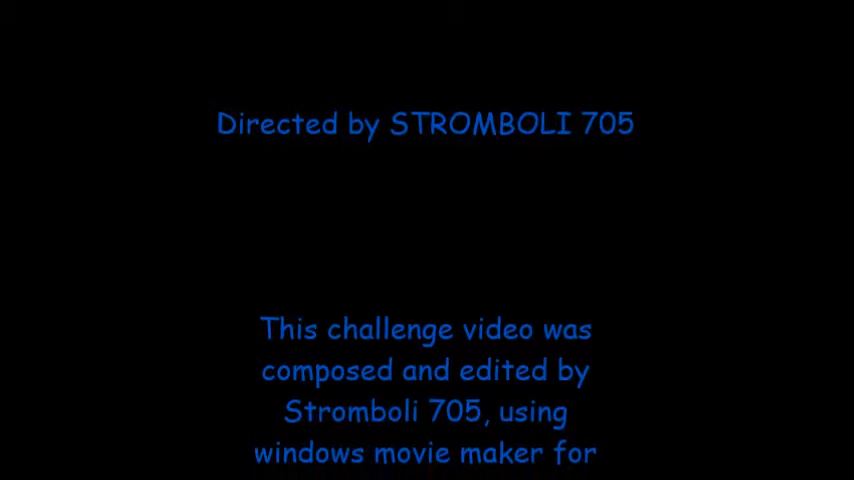 Directed by STROMBOLI 705
This challenge video was
composed and edited by
Stromboli 705, using
windows movie maker for